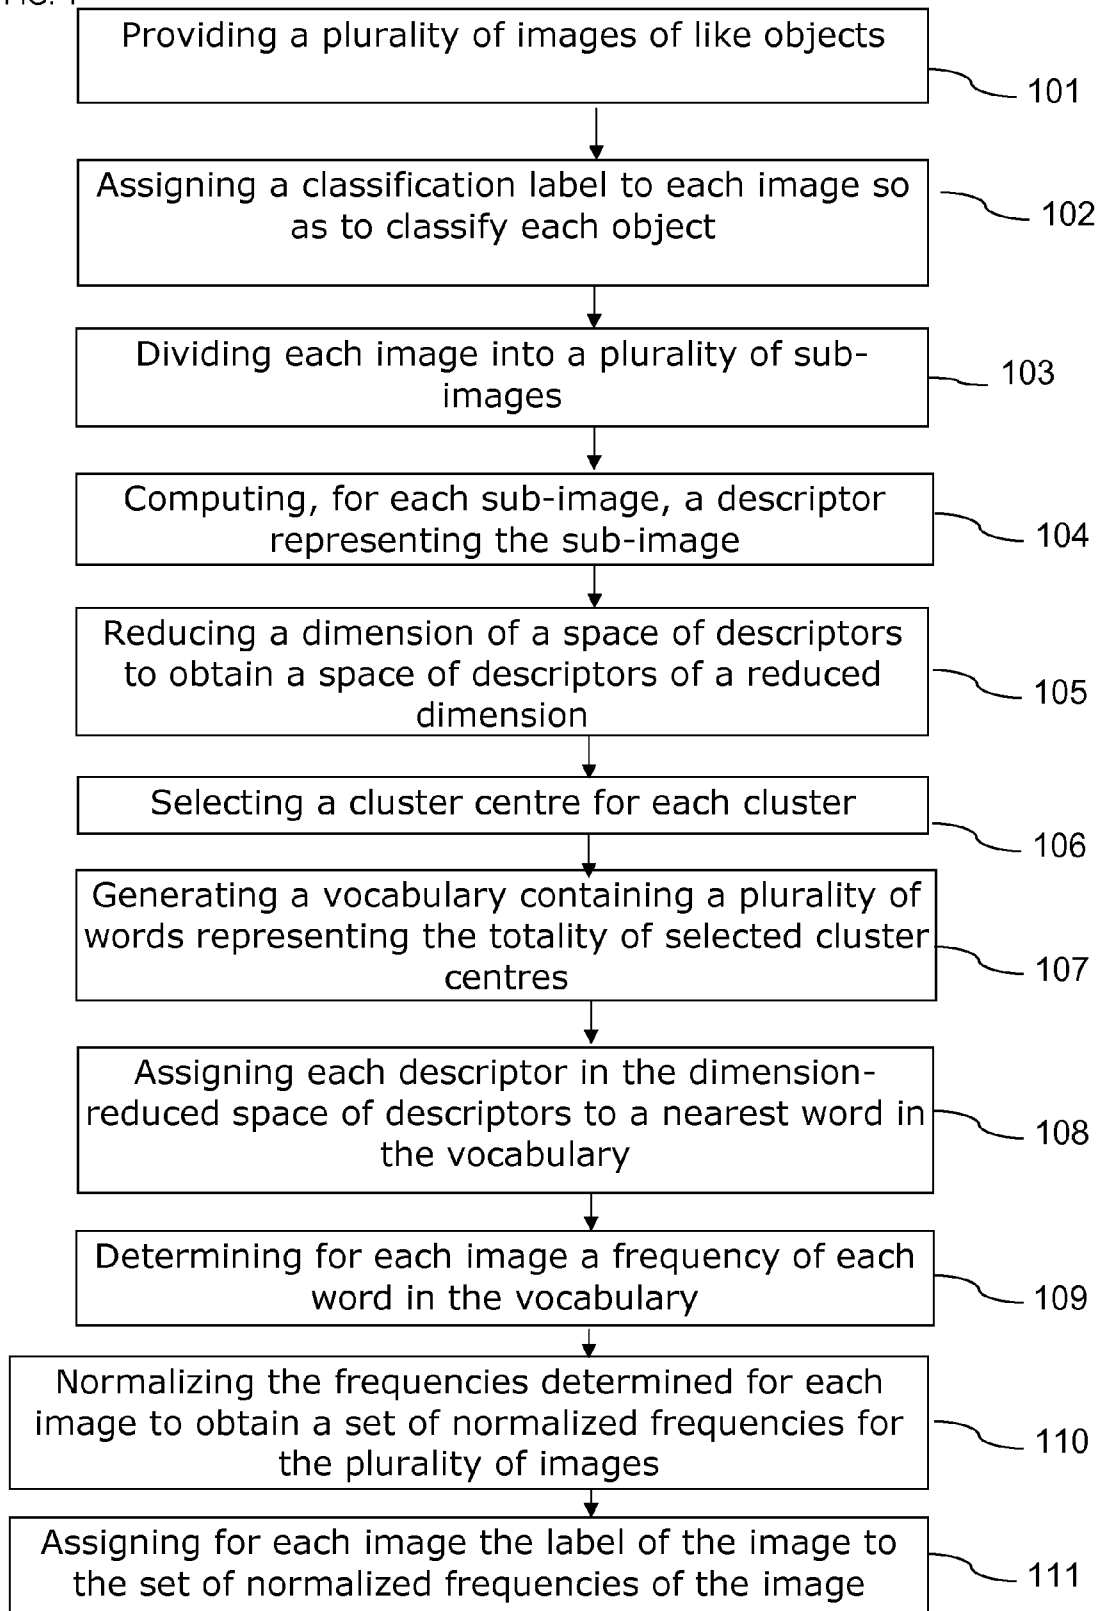 Providing a plurality of images of like objects
101
Assigning a classification label to each image so
as to classify each object
102
Dividing each image into a plurality of sub-
images
103
Computing, for each sub-image, a descriptor
representing the sub-image
104
Reducing a dimension of a space of descriptors
to obtain a space of descriptors of a reduced
dimension
105
Selecting a cluster centre for each cluster
106
Generating a vocabulary containing a plurality of
words representing the totality of selected cluster
centres
107
Assigning each descriptor in the dimension-
reduced space of descriptors to a nearest word in
the vocabulary
108
Determining for each image a frequency of each
word in the vocabulary
109
Normalizing the frequencies determined for each
image to obtain a set of normalized frequencies for
the plurality of images
110
Assigning for each image the label of the image to
the set of normalized frequencies of the image
111